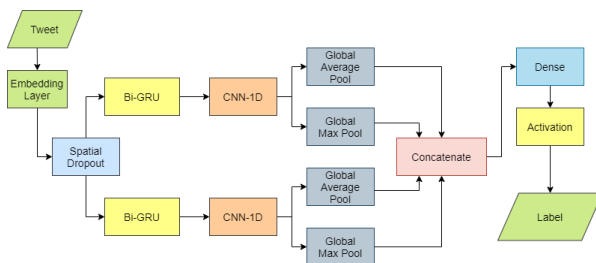 Tweet
Embedding
Layer
Spatial
Dropout
Bi-GRU
CNN-1D
Global
Average
Pool
Global
Max Pool
Bi-GRU
CNN-1D
Global
Average
Pool
Global
Max Pool
Concatenate
Dense
Activation
Label